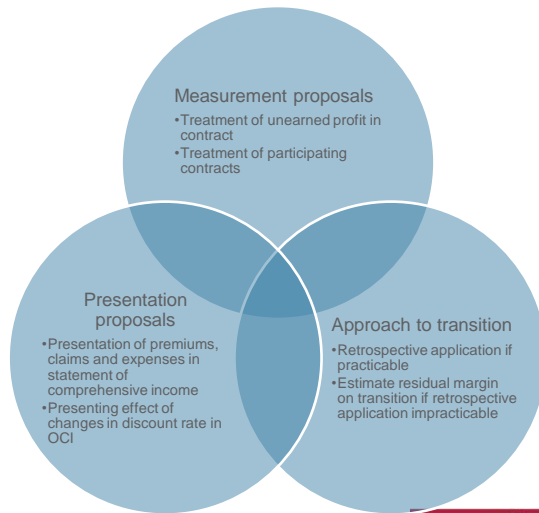 Measurement proposals
•Treatment of unearned profit in
contract
•Treatment of participating
contracts
Presentation
proposals
•Presentation of premiums,
claims and expenses in
statement of
comprehensive income
•Presenting effect of
changes in discount rate in
OCI
Approach to transition
•Retrospective application if
practicable
•Estimate residual margin
on transition if retrospective
application impracticable